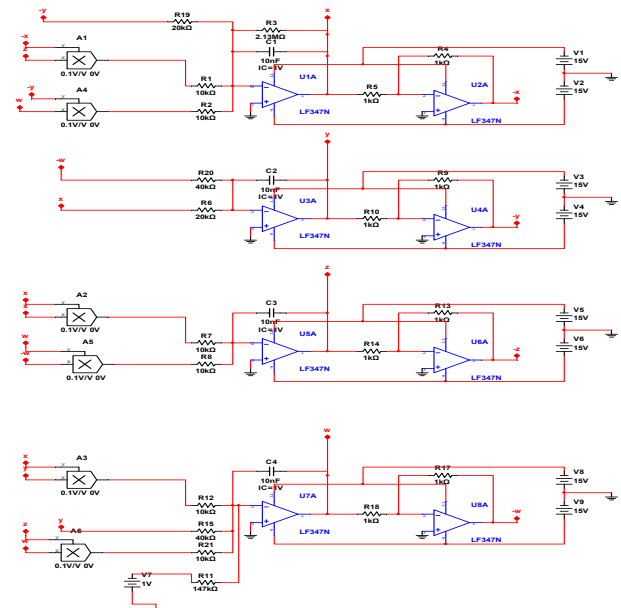 -y
R19
20kΩ
x
R3
2.13MΩ
A1
-x
z
0.1V/V 0V
C1
10nF
IC=1V
R1
10kΩ
A4
-y
w
0.1V/V 0V
R2
10kΩ
U1A
LF347N
R5
1kΩ
R4
1kΩ
U2A
LF347N
-x
V1
15V
V2
15V
y
-w
R20
40kΩ
C2
10nF
IC=1V
x
R6
20kΩ
U3A
LF347N
R10
1kΩ
R9
1kΩ
U4A
LF347N
-y
V3
15V
V4
15V
z
A2
x
x
0.1V/V 0V
C3
10nF
IC=1V
R7
10kΩ
A5
w
-w
0.1V/V 0V
R8
10kΩ
U5A
LF347N
R14
1kΩ
R13
1kΩ
U6A
LF347N
-z
V5
15V
V6
15V
w
A3
x
y
0.1V/V 0V
C4
10nF
IC=1V
R12
10kΩ
y
R15
40kΩ
A6
z
w
0.1V/V 0V
R21
10kΩ
V7
1V
R11
147kΩ
U7A
LF347N
R18
1kΩ
R17
1kΩ
U8A
LF347N
-w
V8
15V
V9
15V